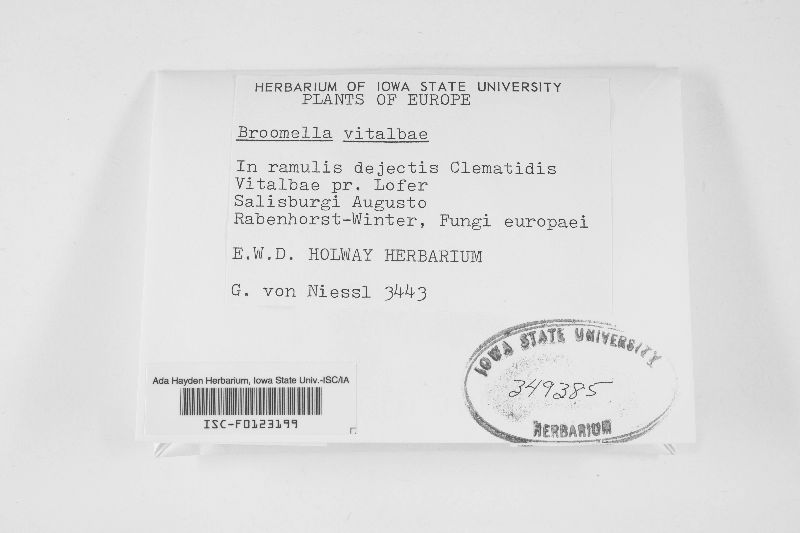 HERBARIUM OF IOWA STATE UNIVERSITY
PLANTS OF EUROPE
Broomella vitalbae
In ramulis dejectis Clematidis
Vitalbae pr. Lofer
Salisburgi Augusto
Rabenhorst-Winter, Fungi europaei
E.W.D. HOLWAY HERBARIUM
G. von Niessl 3443
IOWA STATE UNIVERSITY
349385
HERBARIUM
Ada Hayden Herbarium, Iowa State Univ.-ISC/IA
ISC-F0123199